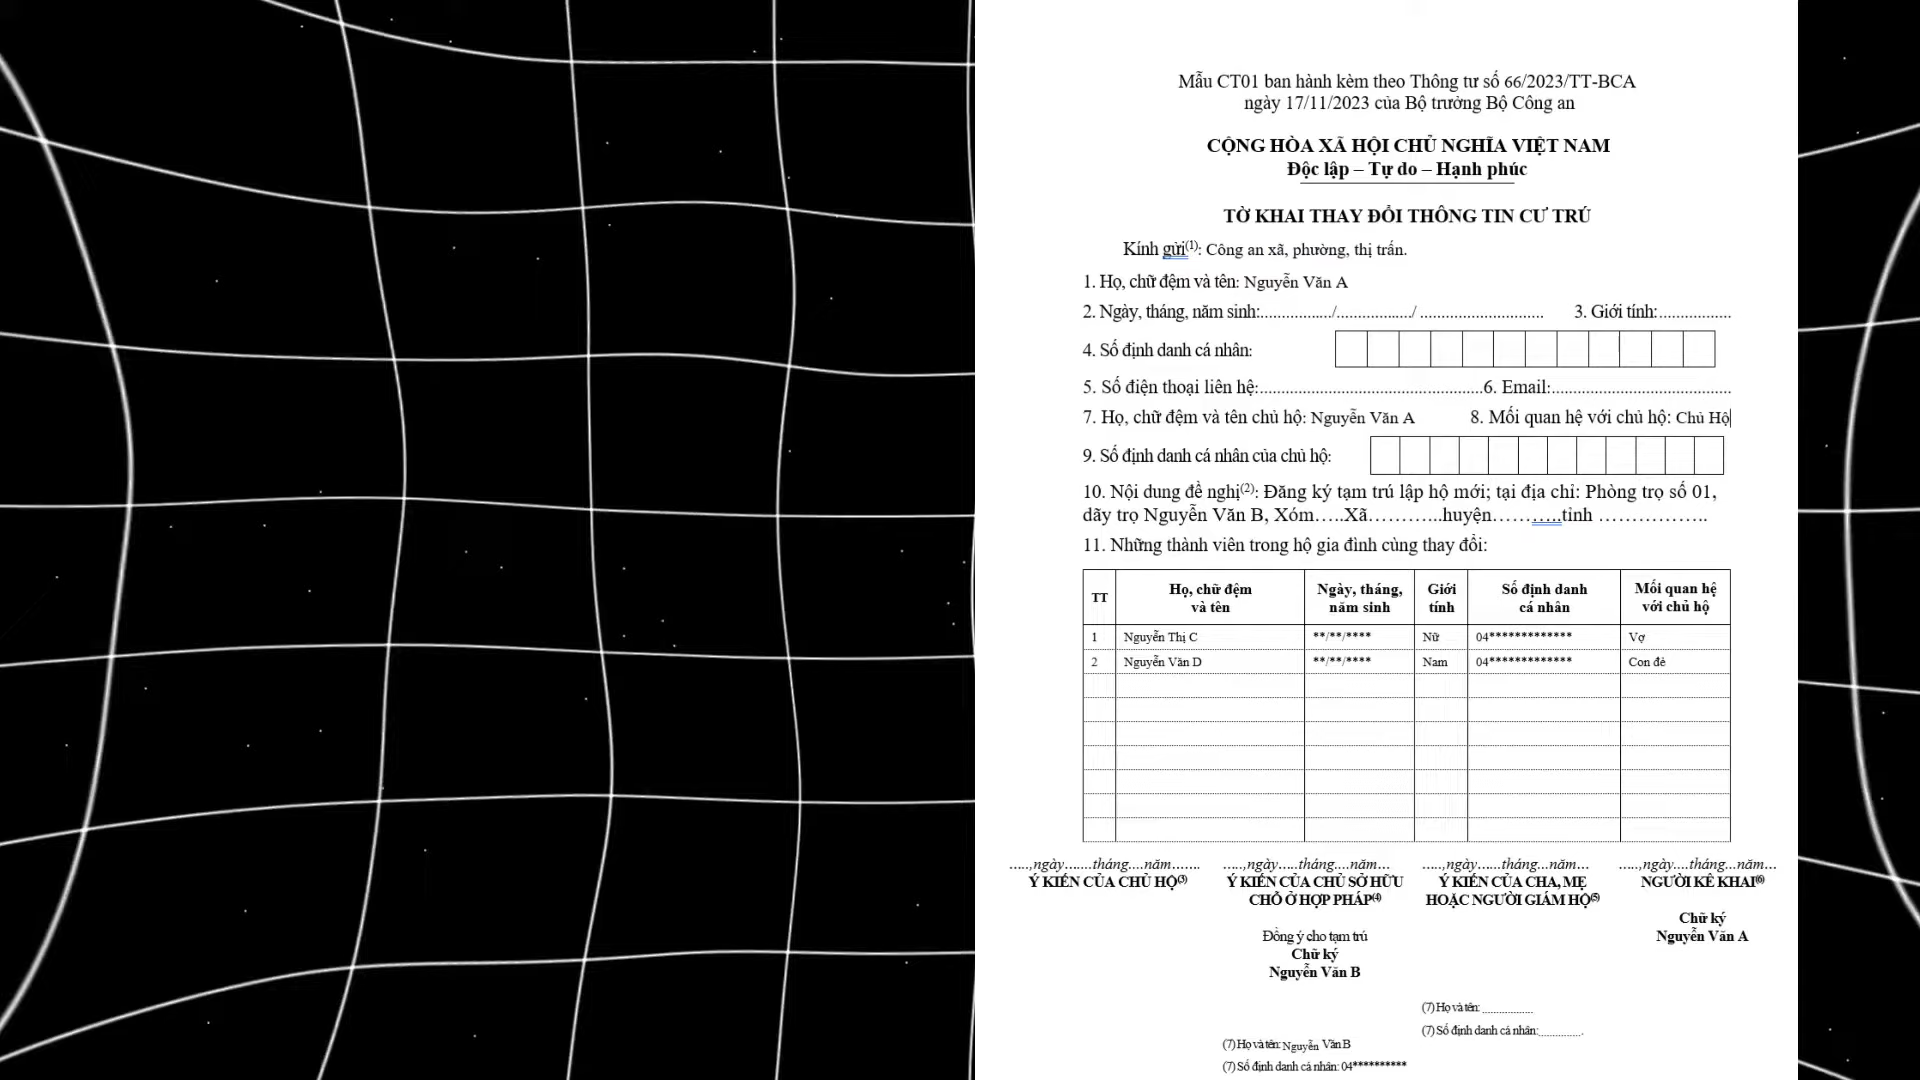 Mẫu CT01 ban hành kèm theo Thông tư số 66/2023/TT-BCA
ngày 17/11/2023 của Bộ trưởng Bộ Công an
CỘNG HÒA XÃ HỘI CHỦ NGHĨA VIỆT NAM
Độc lập – Tự do – Hạnh phúc
TỜ KHAI THAY ĐỔI THÔNG TIN CƯ TRÚ
Kính gửi(1): Công an xã, phường, thị trấn.
1. Họ, chữ đệm và tên: Nguyễn Văn A
2. Ngày, tháng, năm sinh:................/................./ ............................ 3. Giới tính:................
4. Số định danh cá nhân:
5. Số điện thoại liên hệ:..................................................6. Email:........................................
7. Họ, chữ đệm và tên chủ hộ: Nguyễn Văn A 8. Mối quan hệ với chủ hộ: Chủ Hộ
9. Số định danh cá nhân của chủ hộ:
10. Nội dung đề nghị(2): Đăng ký tạm trú lập hộ mới; tại địa chỉ: Phòng trọ số 01,
dãy trọ Nguyễn Văn B, Xóm…..Xã………...huyện………..tỉnh ……………..
11. Những thành viên trong hộ gia đình cùng thay đổi:
TT Họ, chữ đệm và tên Ngày, tháng, năm sinh Giới tính Số định danh cá nhân Mối quan hệ với chủ hộ
1 Nguyễn Thị C **/**/**** Nữ 04************* Vợ
2 Nguyễn Văn D **/**/**** Nam 04************* Con đẻ
…..,ngày…....tháng....năm……. …..,ngày…..tháng....năm… …..,ngày…...tháng...năm… …..,ngày....tháng...năm…
Ý KIẾN CỦA CHỦ HỘ(3) Ý KIẾN CỦA CHỦ SỞ HỮU Ý KIẾN CỦA CHA, MẸ NGƯỜI KÊ KHAI(6)
CHỖ Ở HỢP PHÁP(4) HOẶC NGƯỜI GIÁM HỘ(5)
Chữ ký
Đồng ý cho tạm trú Nguyễn Văn A
Chữ ký
Nguyễn Văn B
(7) Họ và tên: ..................
(7) Số định danh cá nhân:...............
(7) Họ và tên: Nguyễn Văn B
(7) Số định danh cá nhân: 04**********